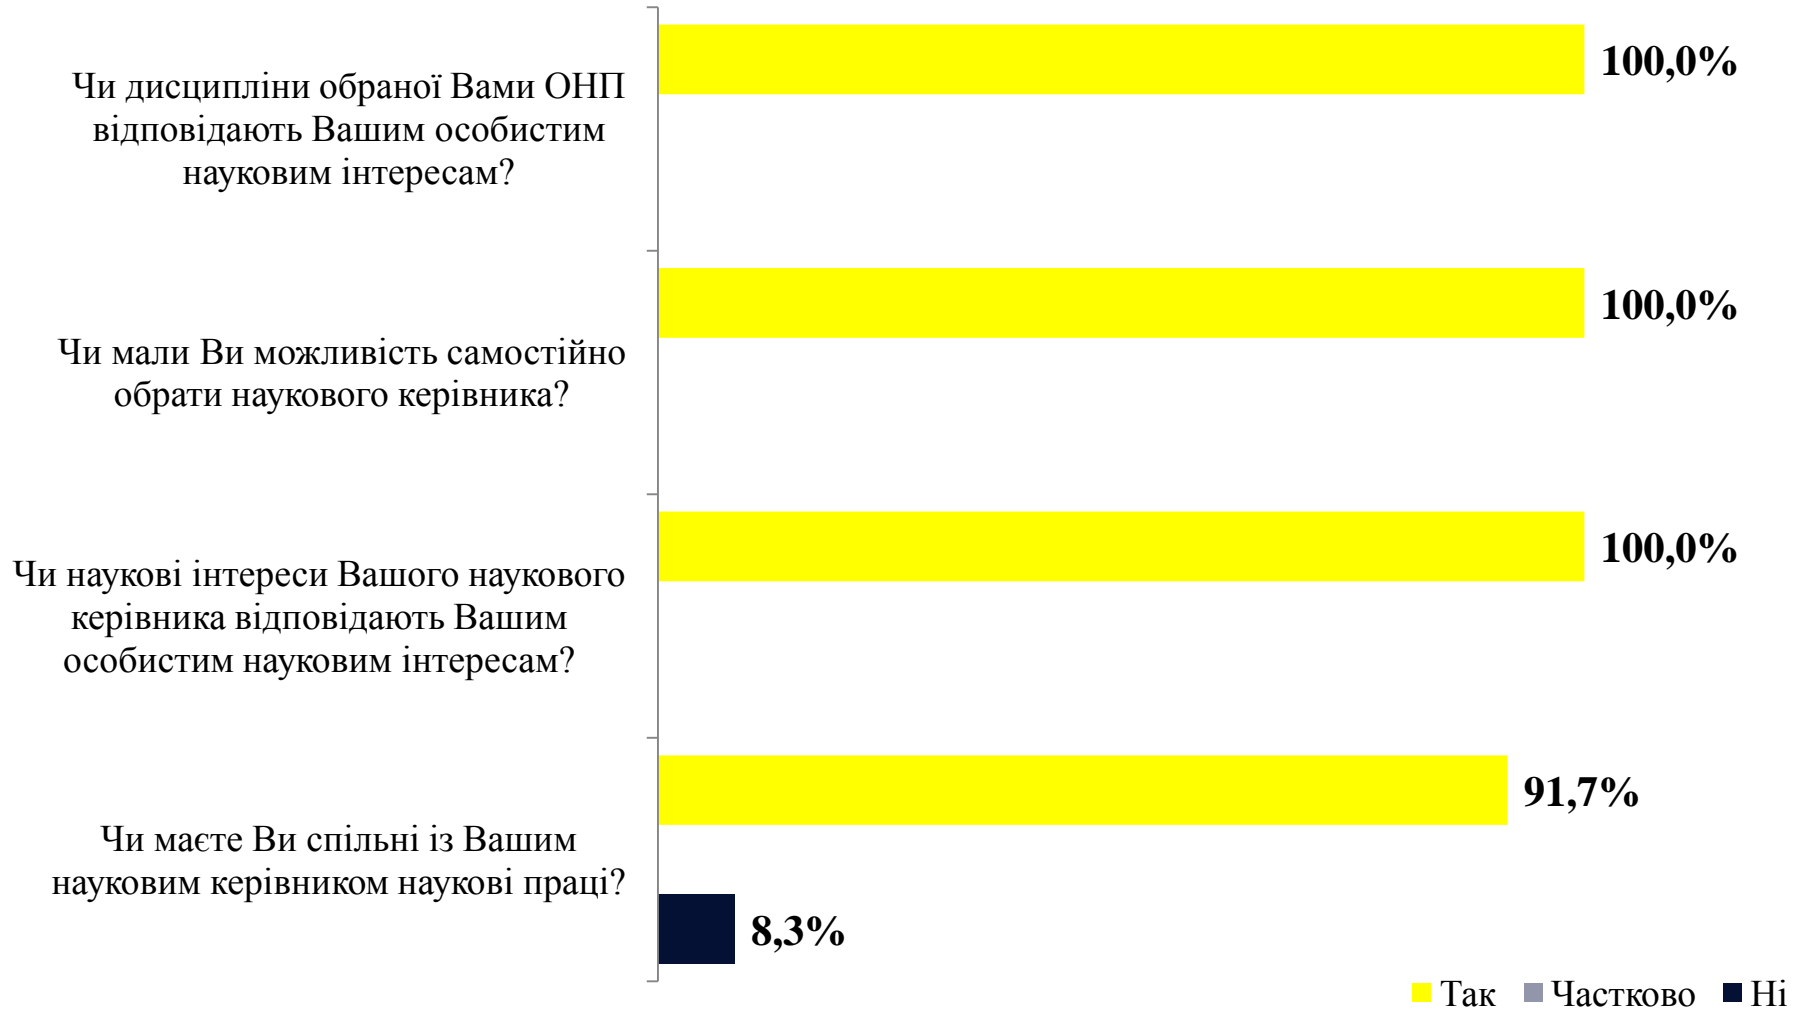 Чи дисципліни обраної Вами ОНП
відповідають Вашим особистим
науковим інтересам?
100,0%
Чи мали Ви можливість самостійно
обрати наукового керівника?
100,0%
Чи наукові інтереси Вашого наукового
керівника відповідають Вашим
особистим науковим інтересам?
100,0%
Чи маєте Ви спільні із Вашим
науковим керівником наукові праці?
91,7%
8,3%
Так Частково Ні